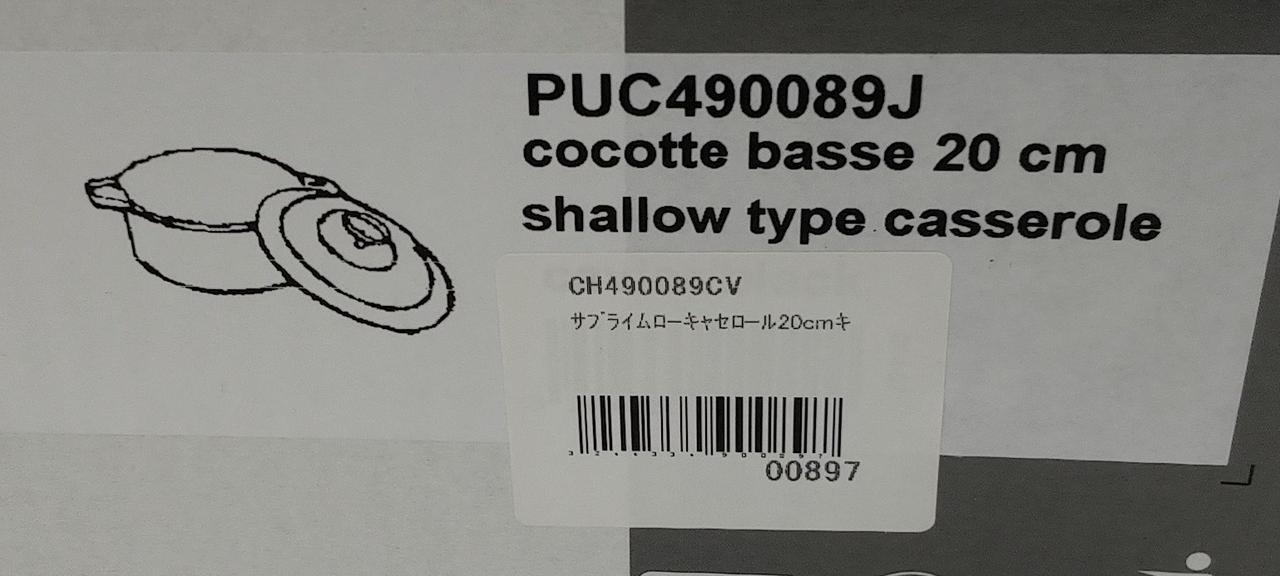 PUC490089J
cocotte basse 20 cm
shallow type casserole
CH490089CV
サブライムローキャセロール20cmキ
00897